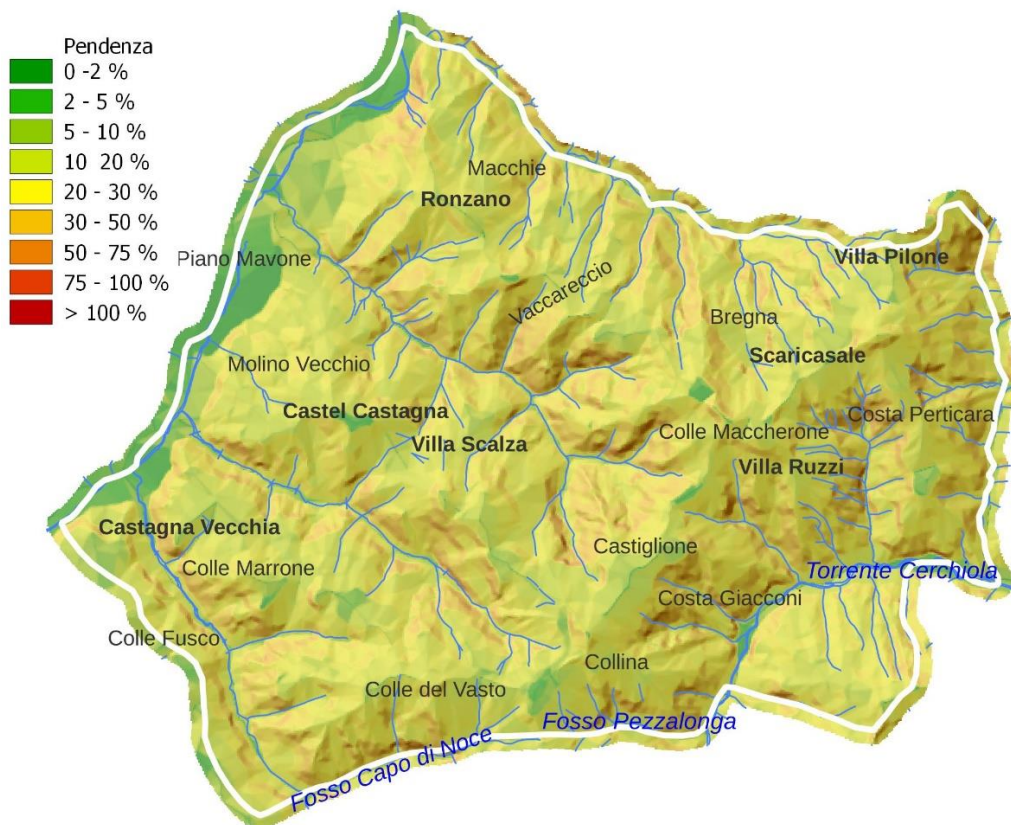 Pendenza
0 -2 %
2 - 5 %
5 - 10 %
10  20 %
20 - 30 %
30 - 50 %
50 - 75 %
75 - 100 %
> 100 %
Macchie
Ronzano
Piano Mavone
Villa Pilone
Vaccareccio
Bregna
Scaricasale
Molino Vecchio
Castel Castagna
Costa Perticara
Colle Maccherone
Villa Scalza
Villa Ruzzi
Castagna Vecchia
Castiglione
Colle Marrone
Torrente Cerchiola
Costa Giacconi
Colle Fusco
Collina
Colle del Vasto
Fosso Pezzalonga
Fosso Capo di Noce